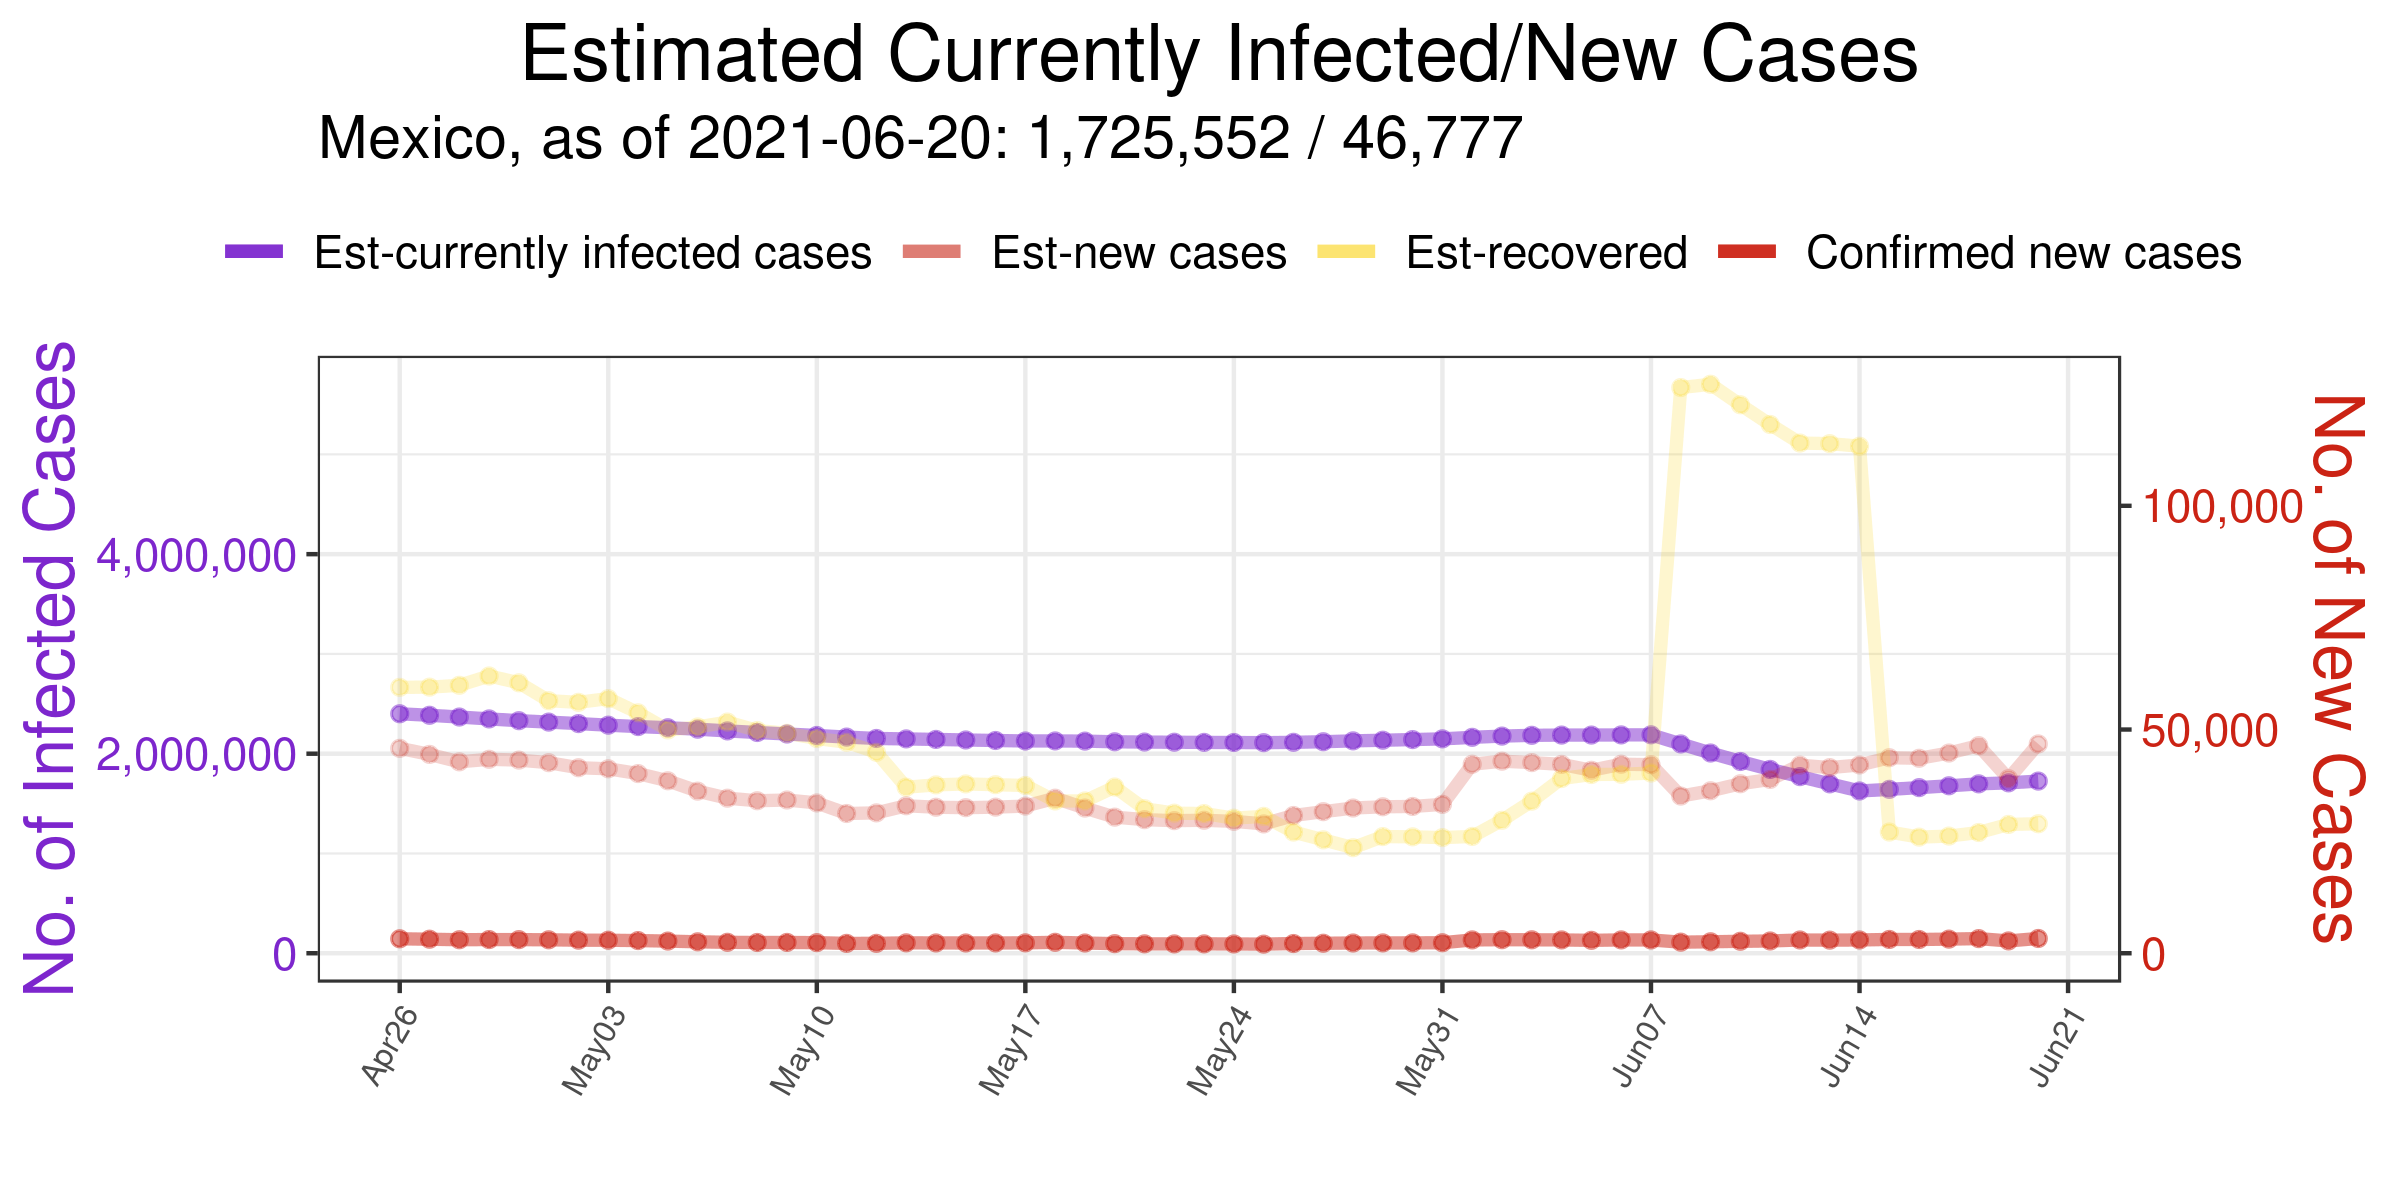 Estimated Currently Infected/New Cases
Mexico, as of 2021-06-20: 1,725,552 / 46,777
Est-currently infected cases Est-new cases Est-recovered Confirmed new cases
No. of Infected Cases
4,000,000
2,000,000
0
100,000
50,000
0
No. of New Cases
Apr26 May03 May10 May17 May24 May31 Jun07 Jun14 Jun21